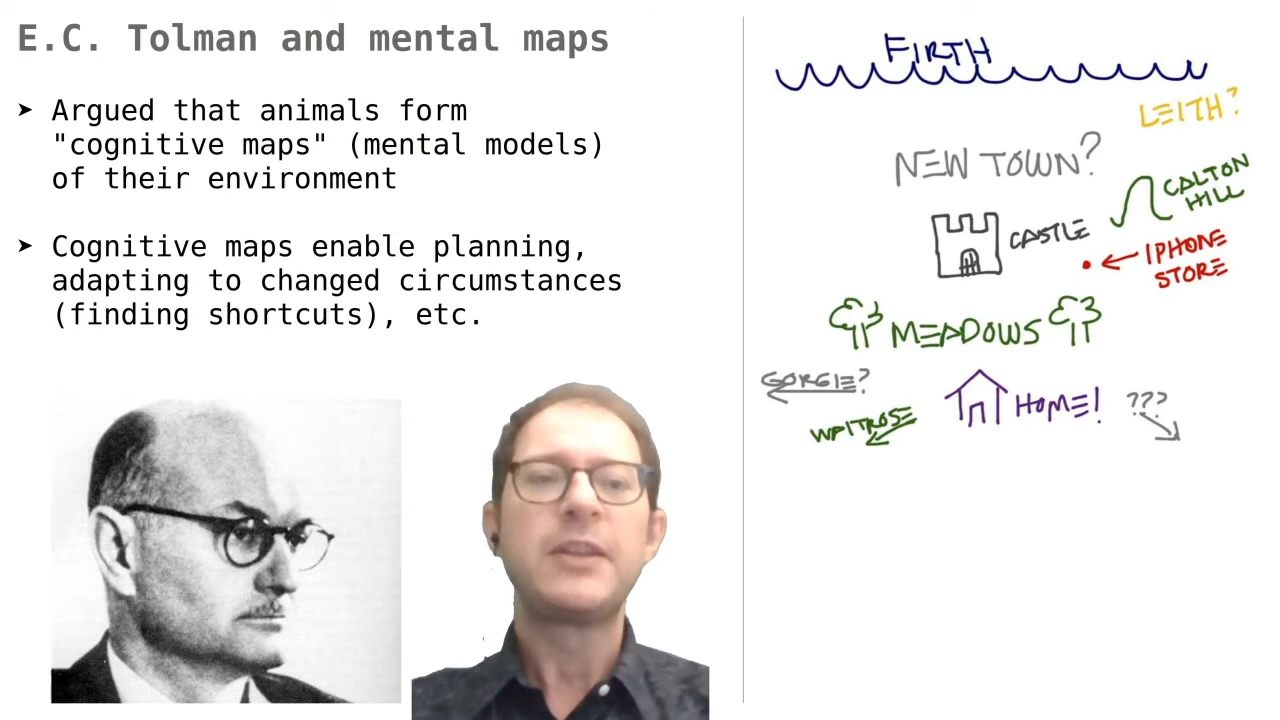 E.C. Tolman and mental maps
➤ Argued that animals form
"cognitive maps" (mental models)
of their environment
➤ Cognitive maps enable planning,
adapting to changed circumstances
(finding shortcuts), etc.
FIRTH
LEITH?
NEW TOWN?
CALTON
HILL
CASTLE
IPHONE
STORE
MEADOWS
GORGIE?
WAITROSE
HOME!
???